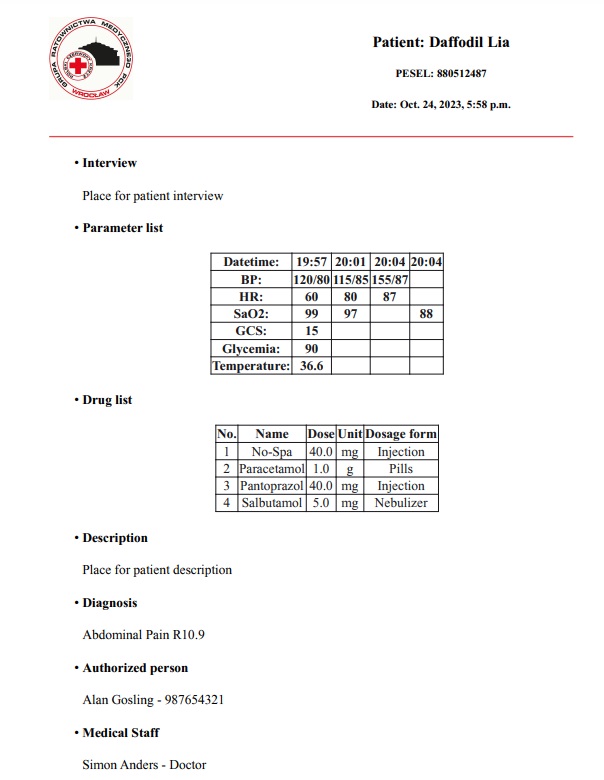 GRUPA RATOWNICTWA MEDYCZNEGO PCK
WROCŁAW
POLSKI CZERWONY KRZYŻ
Patient: Daffodil Lia
PESEL: 880512487
Date: Oct. 24, 2023, 5:58 p.m.
• Interview
Place for patient interview
• Parameter list
Datetime: 19:57 20:01 20:04 20:04
BP: 120/80 115/85 155/87
HR: 60 80 87
SaO2: 99 97 88
GCS: 15
Glycemia: 90
Temperature: 36.6
• Drug list
No. Name Dose Unit Dosage form
1 No-Spa 40.0 mg Injection
2 Paracetamol 1.0 g Pills
3 Pantoprazol 40.0 mg Injection
4 Salbutamol 5.0 mg Nebulizer
• Description
Place for patient description
• Diagnosis
Abdominal Pain R10.9
• Authorized person
Alan Gosling - 987654321
• Medical Staff
Simon Anders - Doctor